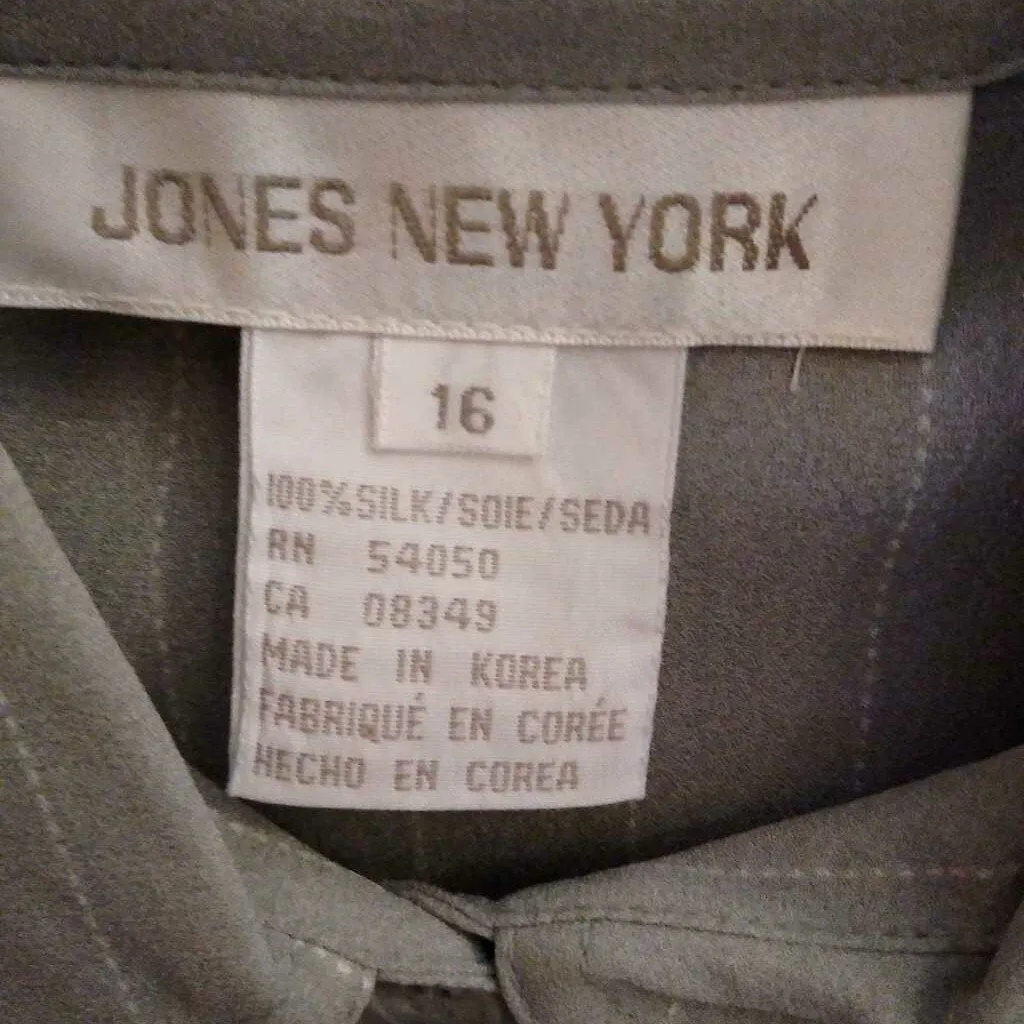 JONES NEW YORK
16
100% SILK/SOIE/SEDA
RN 54050
CA 08349
MADE IN KOREA
FABRIQUÉ EN CORÉE
HECHO EN COREA